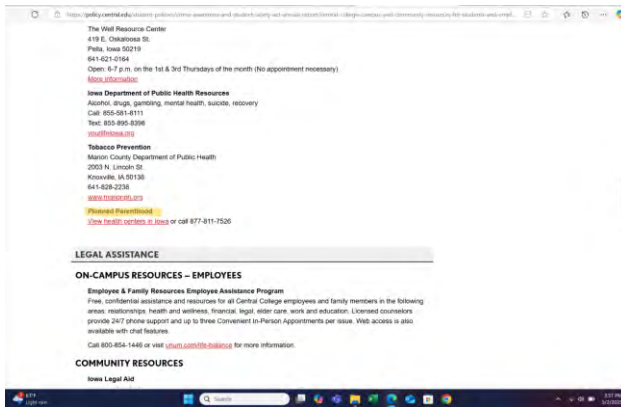 The Well Resource Center
419 E. Oskaloosa St.
Pella, Iowa 50219
641-621-0164
Open: 6-7 p.m. on the 1st & 3rd Thursdays of the month (No appointment necessary)
More information
Iowa Department of Public Health Resources
Alcohol, drugs, gambling, mental health, suicide, recovery
Call: 855-581-8111
Text: 855-895-8398
yourlifeiowa.org
Tobacco Prevention
Marion County Department of Public Health
2003 N. Lincoln St.
Knoxville, IA 50138
641-828-2238
Planned Parenthood
View health centers in Iowa or call 877-811-7526
LEGAL ASSISTANCE
ON-CAMPUS RESOURCES – EMPLOYEES
Employee & Family Resources Employee Assistance Program
Free, confidential assistance and resources for all Central College employees and family members in the following
areas: relationships, health and wellness, financial, legal, elder care, work and education. Licensed counselors
provide 24/7 phone support and up to three Convenient In-Person Appointments per issue. Web access is also
available with chat features.
Call 800-854-1446 or visit unum.com/life-balance for more information.
COMMUNITY RESOURCES
Iowa Legal Aid
Search